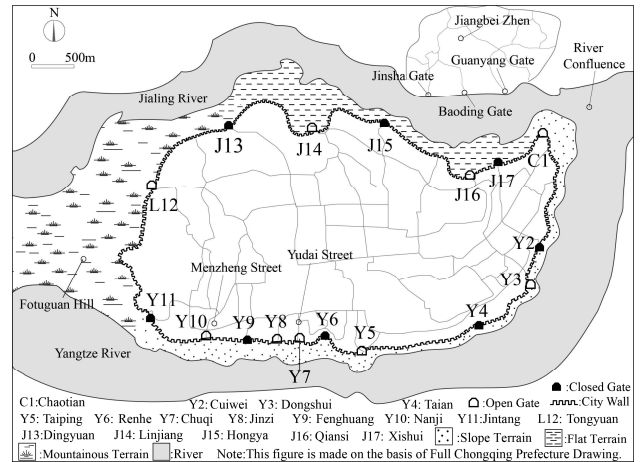 N
0 500m
Jiangbei Zhen
Guanyang Gate
Jinsha Gate
River
Confluence
Baoding Gate
Jialing River
J13
J14
J15
J16
J17
C1
L12
Y2
Yudai Street
Menzheng Street
Y3
Fotuguan Hill
Y11
Y10
Y9
Y8
Y7
Y6
Y5
Y4
Yangtze River
C1:Chaotian Y2: Cuiwei Y3: Dongshui Y4: Taian :Open Gate :Closed Gate :City Wall
Y5: Taiping Y6: Renhe Y7: Chuqi Y8: Jinzi Y9: Fenghuang Y10: Nanji Y11:Jintang L12: Tongyuan
J13:Dingyuan J14: Linjiang J15: Hongya J16: Qiansi J17: Xishui :Slope Terrain :Flat Terrain
:Mountainous Terrain :River Note:This figure is made on the basis of Full Chongqing Prefecture Drawing.